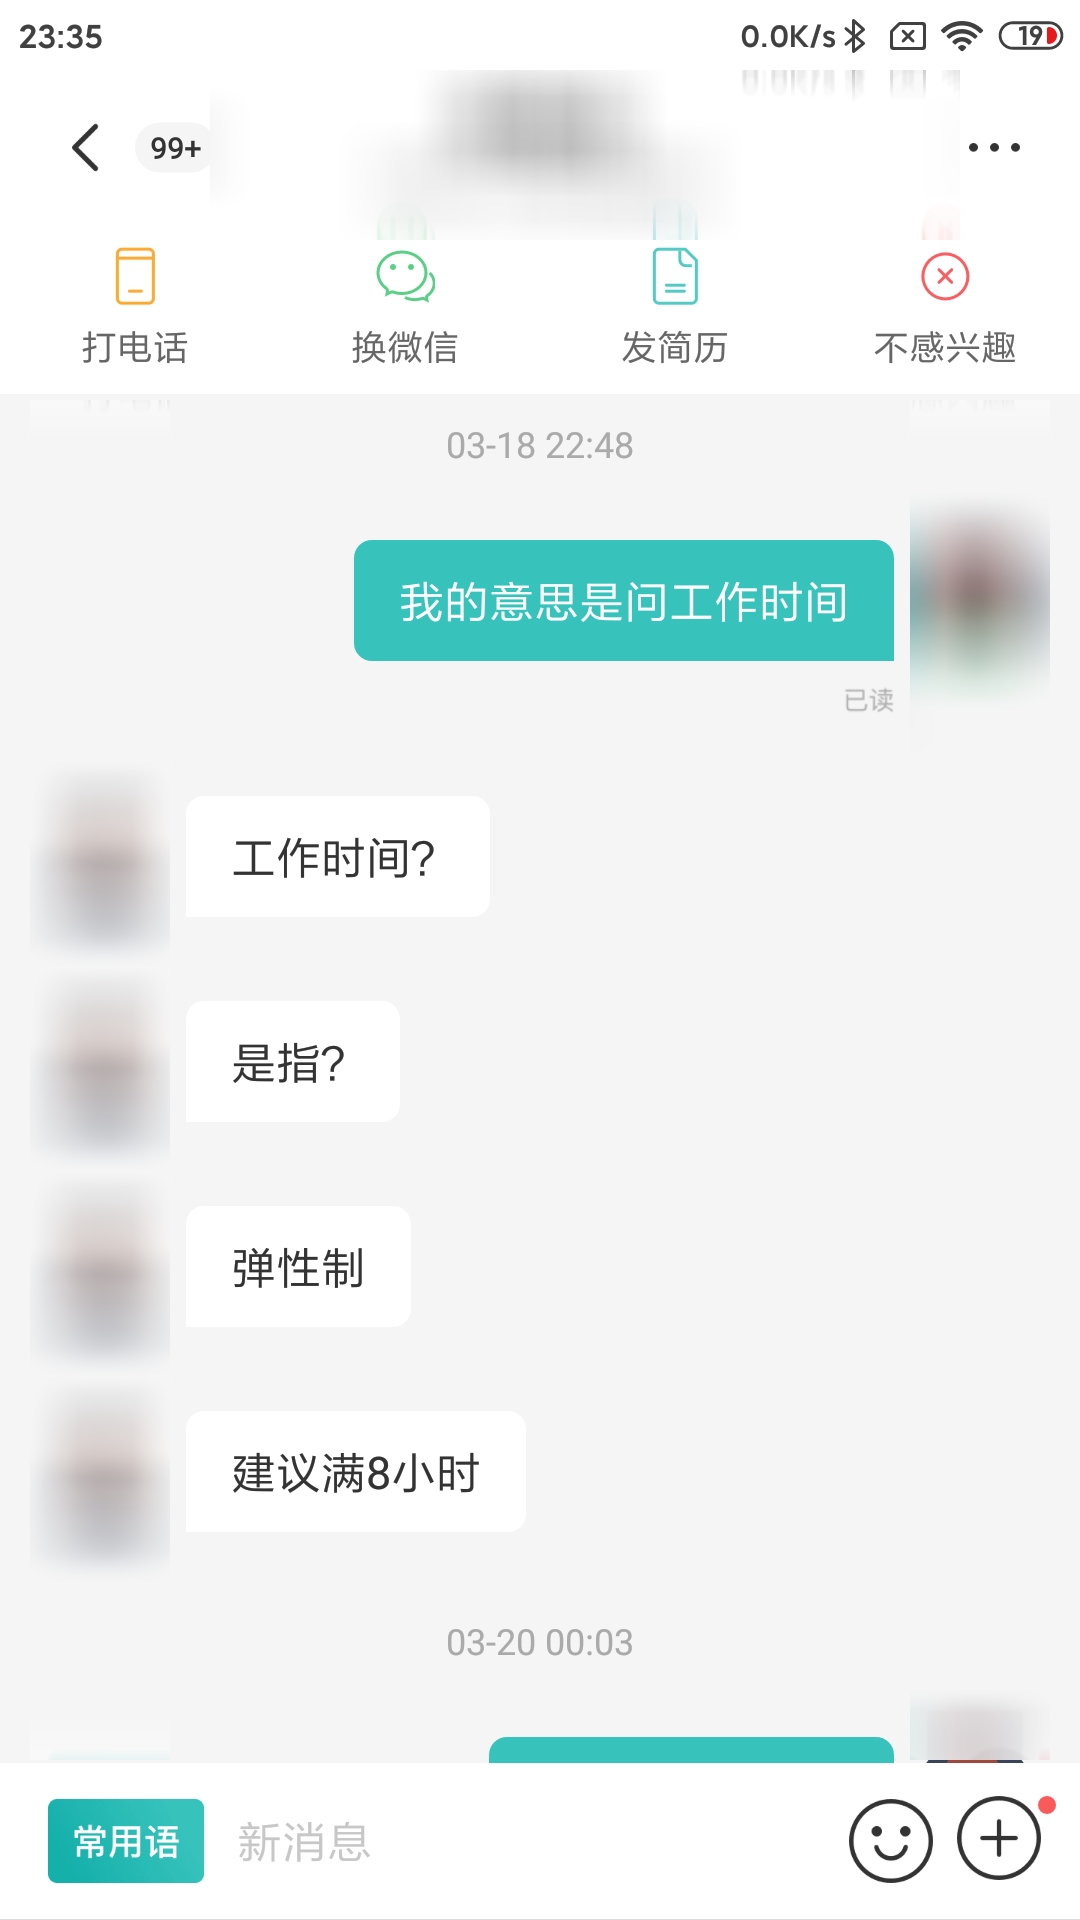 23:35 0.0K/s 19
99+
打电话 换微信 发简历 不感兴趣
03-18 22:48
我的意思是问工作时间
已读
工作时间?
是指?
弹性制
建议满8小时
03-20 00:03
常用语 新消息